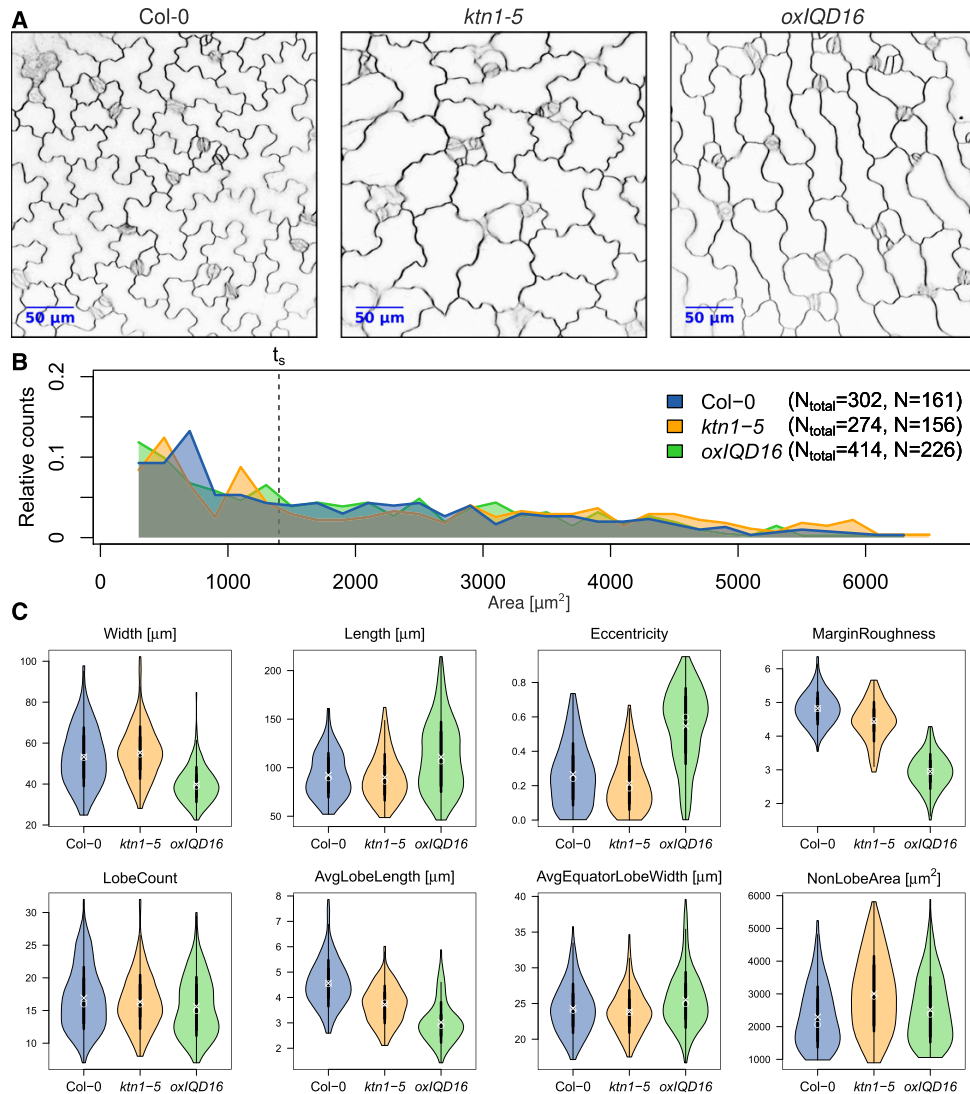 A
Col-0
ktn1-5
oxIQD16
50 µm
50 µm
50 µm
B
ts
Relative counts
0.2
0.1
0
Col−0 (Ntotal=302, N=161)
ktn1−5 (Ntotal=274, N=156)
oxIQD16 (Ntotal=414, N=226)
0 1000 2000 3000 4000 5000 6000
Area [µm2]
C
Width [µm]
100
80
60
40
20
Col−0 ktn1−5 oxIQD16
Length [µm]
200
150
100
50
Col−0 ktn1−5 oxIQD16
Eccentricity
0.8
0.6
0.4
0.2
0.0
Col−0 ktn1−5 oxIQD16
MarginRoughness
6
5
4
3
2
Col−0 ktn1−5 oxIQD16
LobeCount
30
25
20
15
10
Col−0 ktn1−5 oxIQD16
AvgLobeLength [µm]
8
7
6
5
4
3
2
Col−0 ktn1−5 oxIQD16
AvgEquatorLobeWidth [µm]
40
35
30
25
20
Col−0 ktn1−5 oxIQD16
NonLobeArea [µm2]
6000
5000
4000
3000
2000
1000
Col−0 ktn1−5 oxIQD16